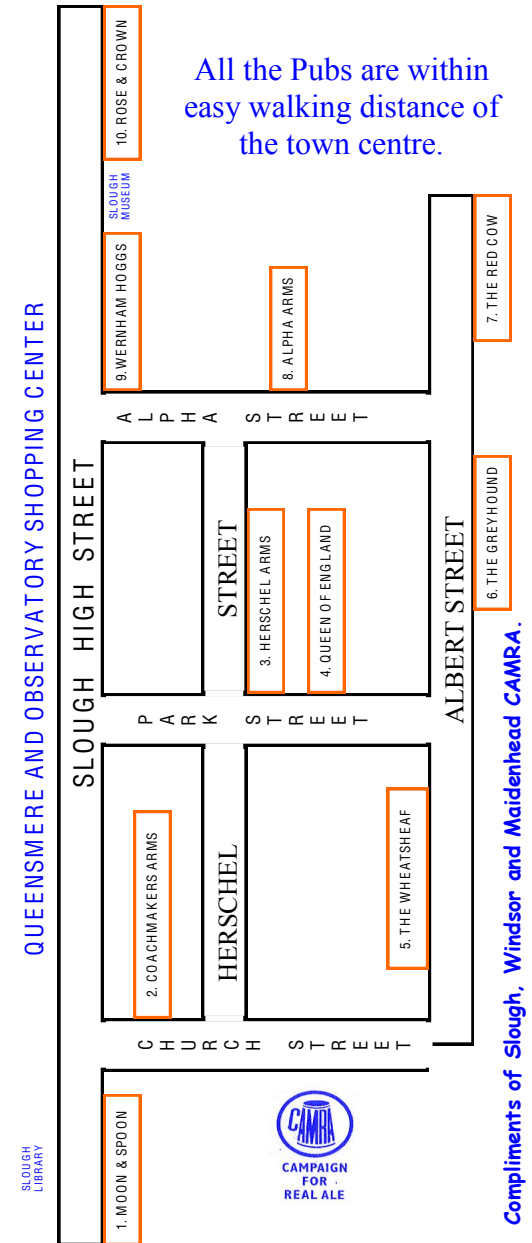 All the Pubs are within
easy walking distance of
the town centre.
QUEENSMERE AND OBSERVATORY SHOPPING CENTER
SLOUGH
LIBRARY
SLOUGH HIGH STREET
10. ROSE & CROWN
SLOUGH
MUSEUM
9. WERNHAM HOGGS
8. ALPHA ARMS
7. THE RED COW
ALPHA STREET
HERSCHEL STREET
3. HERSCHEL ARMS
4. QUEEN OF ENGLAND
6. THE GREYHOUND
ALBERT STREET
PARK STREET
2. COACHMAKERS ARMS
5. THE WHEATSHEAF
CHURCH STREET
1. MOON & SPOON
CAMRA
CAMPAIGN
FOR
REAL ALE
Compliments of Slough, Windsor and Maidenhead CAMRA.